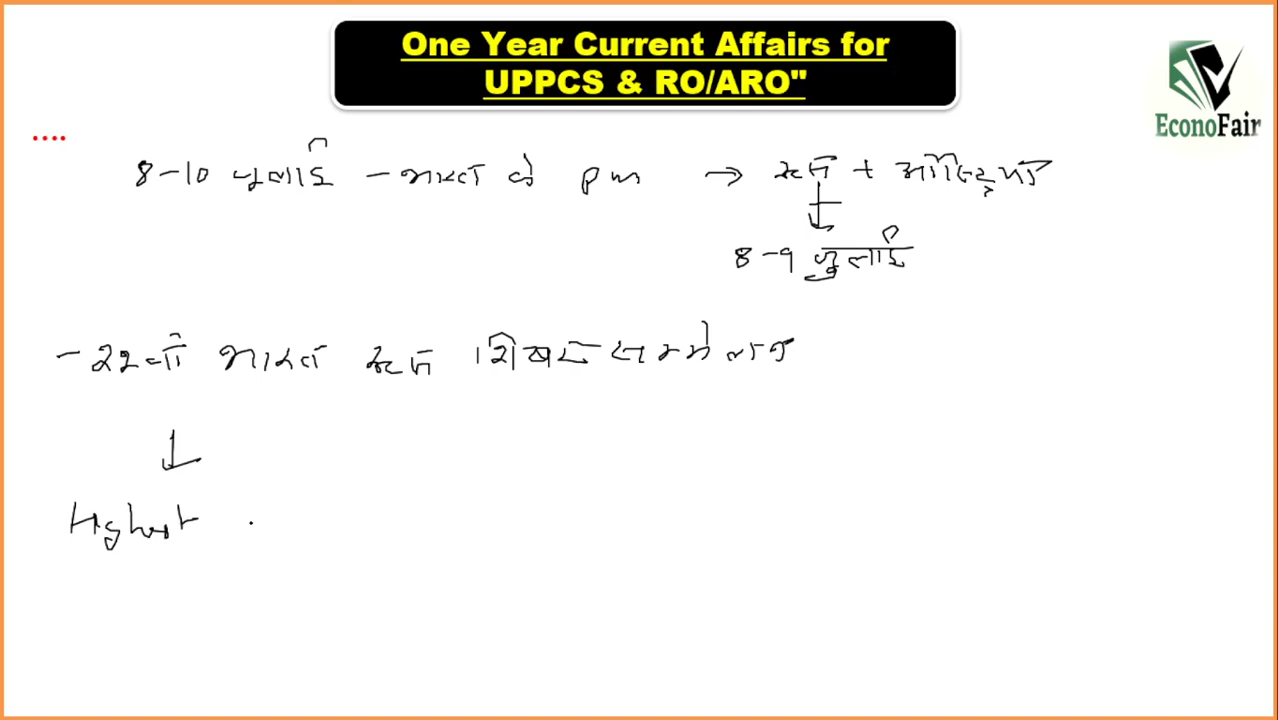 One Year Current Affairs for
UPPCS & RO/ARO"
EconoFair
....
8-10 जुलाई - भारत के pm → रूस + ऑस्ट्रिया
8-9 जुलाई
- 22वाँ भारत रूस शिखर सम्मेलन
Highest .